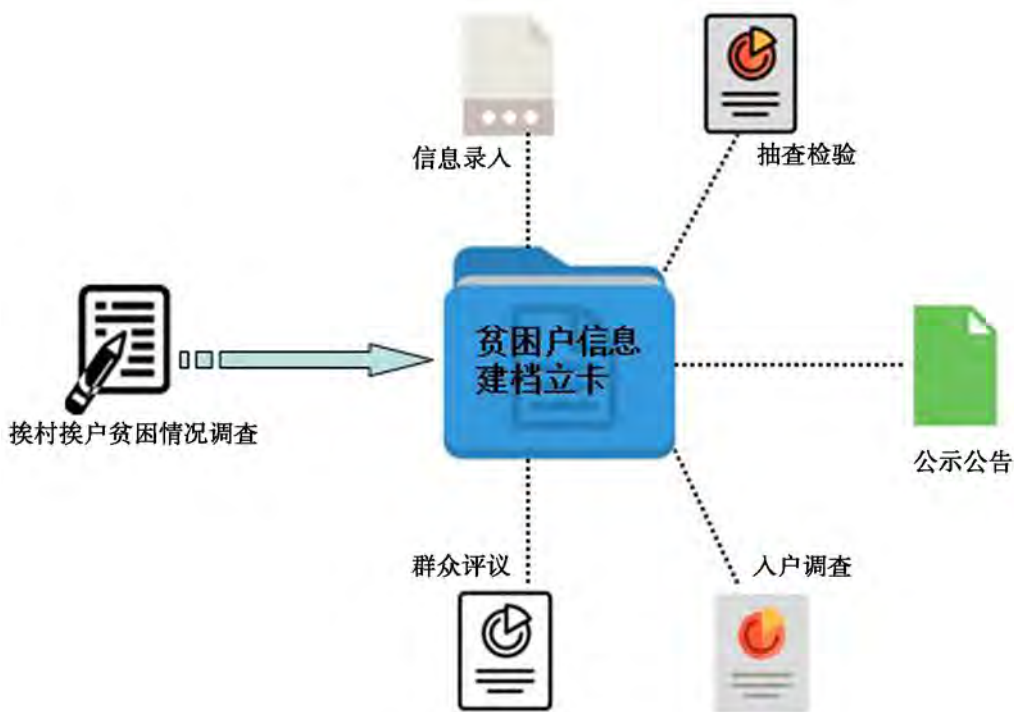 信息录入
抽查检验
贫困户信息
建档立卡
挨村挨户贫困情况调查
公示公告
群众评议
入户调查